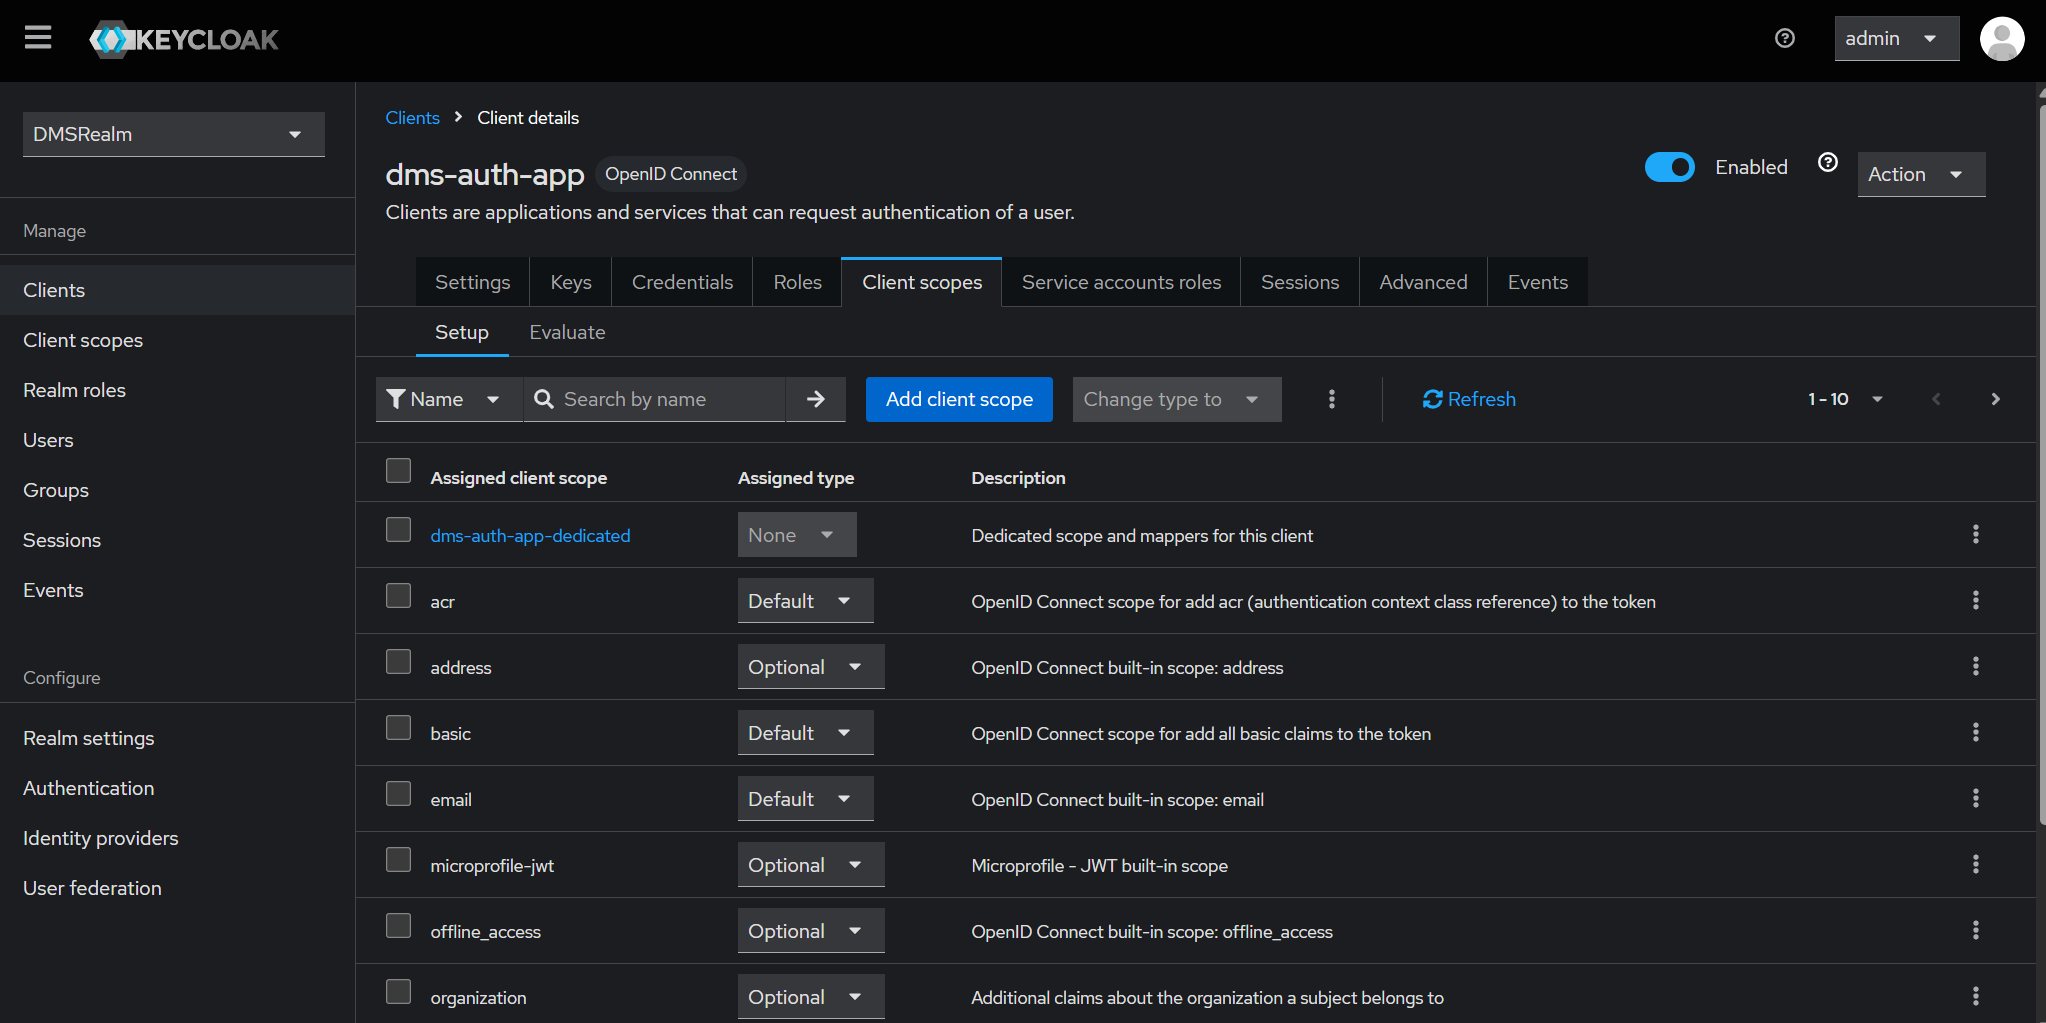 KEYCLOAK
admin
DMSRealm
Manage
Clients
Client scopes
Realm roles
Users
Groups
Sessions
Events
Configure
Realm settings
Authentication
Identity providers
User federation
Clients > Client details
dms-auth-app OpenID Connect
Enabled
Action
Clients are applications and services that can request authentication of a user.
Settings Keys Credentials Roles Client scopes Service accounts roles Sessions Advanced Events
Setup Evaluate
Name Search by name Add client scope Change type to Refresh 1 - 10
Assigned client scope Assigned type Description
dms-auth-app-dedicated None Dedicated scope and mappers for this client
acr Default OpenID Connect scope for add acr (authentication context class reference) to the token
address Optional OpenID Connect built-in scope: address
basic Default OpenID Connect scope for add all basic claims to the token
email Default OpenID Connect built-in scope: email
microprofile-jwt Optional Microprofile - JWT built-in scope
offline_access Optional OpenID Connect built-in scope: offline_access
organization Optional Additional claims about the organization a subject belongs to